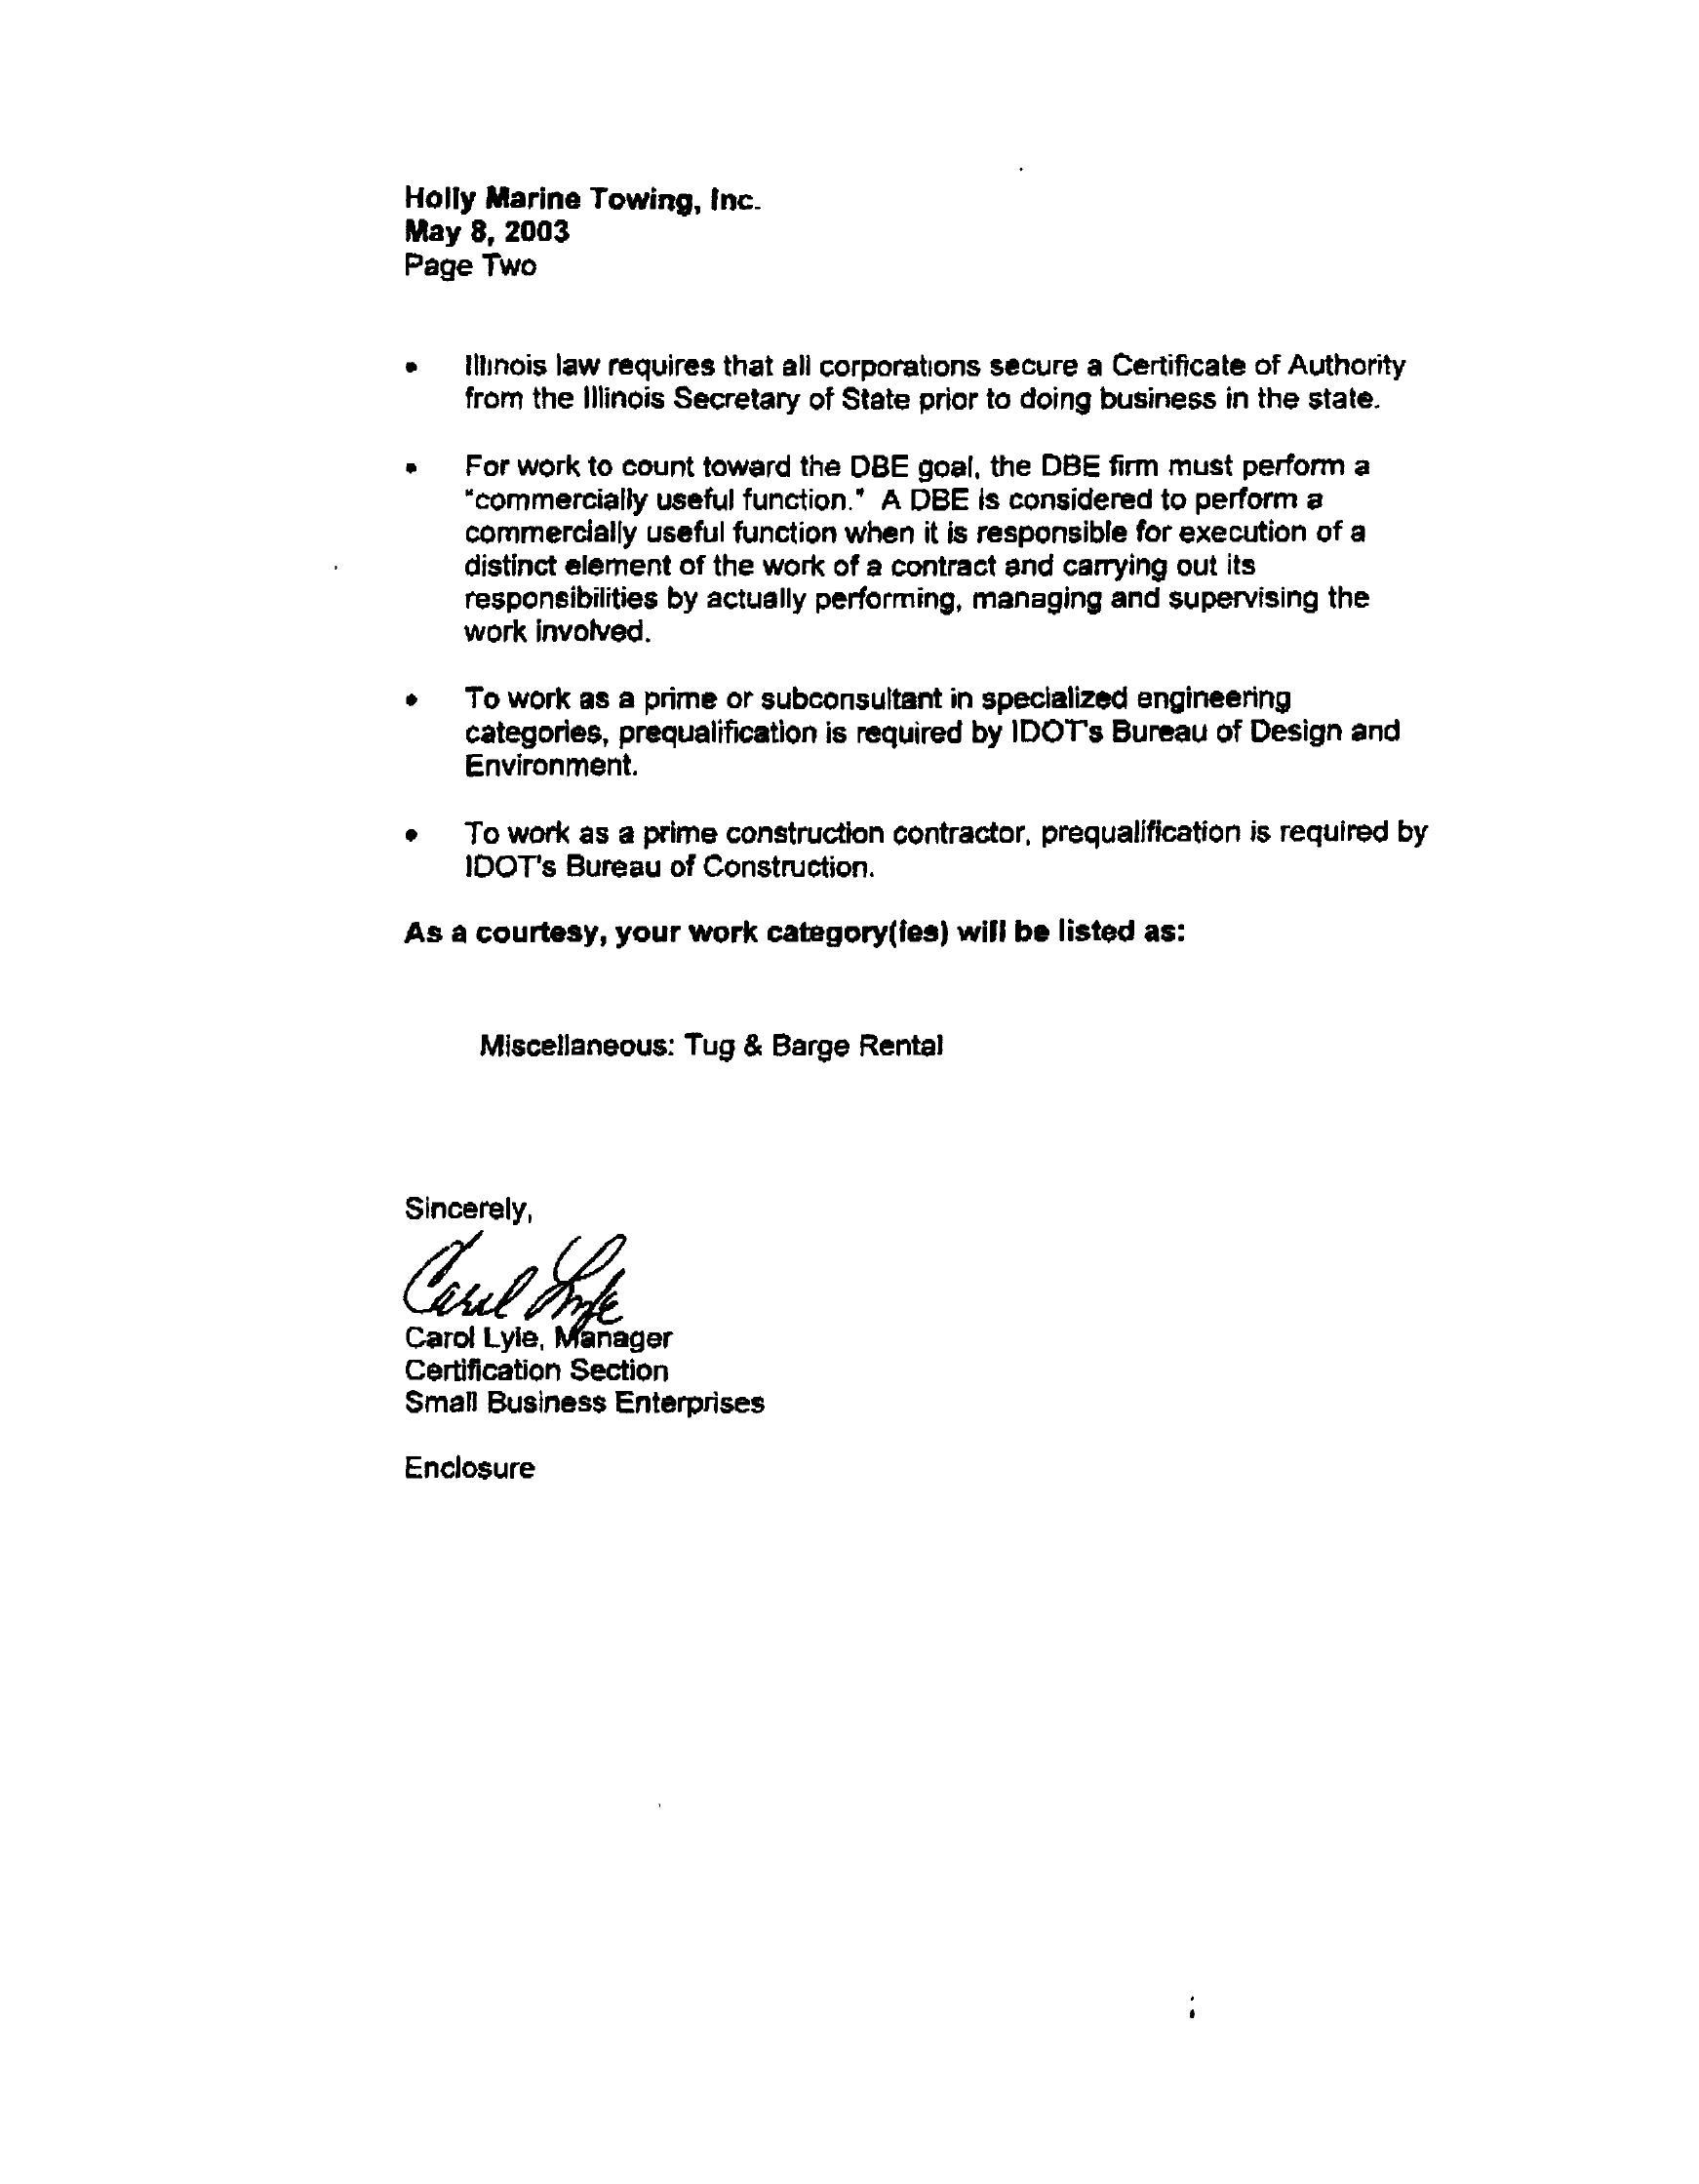 Holly Marine Towing, Inc.
May 8, 2003
Page Two
• Illinois law requires that all corporations secure a Certificate of Authority
from the Illinois Secretary of State prior to doing business in the state.
• For work to count toward the DBE goal, the DBE firm must perform a
"commercially useful function." A DBE is considered to perform a
commercially useful function when it is responsible for execution of a
distinct element of the work of a contract and carrying out its
responsibilities by actually performing, managing and supervising the
work involved.
• To work as a prime or subconsultant in specialized engineering
categories, prequalification is required by IDOT's Bureau of Design and
Environment.
• To work as a prime construction contractor, prequalification is required by
IDOT's Bureau of Construction.
As a courtesy, your work category(ies) will be listed as:
Miscellaneous: Tug & Barge Rental
Sincerely,
Carol Lyle
Carol Lyle, Manager
Certification Section
Small Business Enterprises
Enclosure